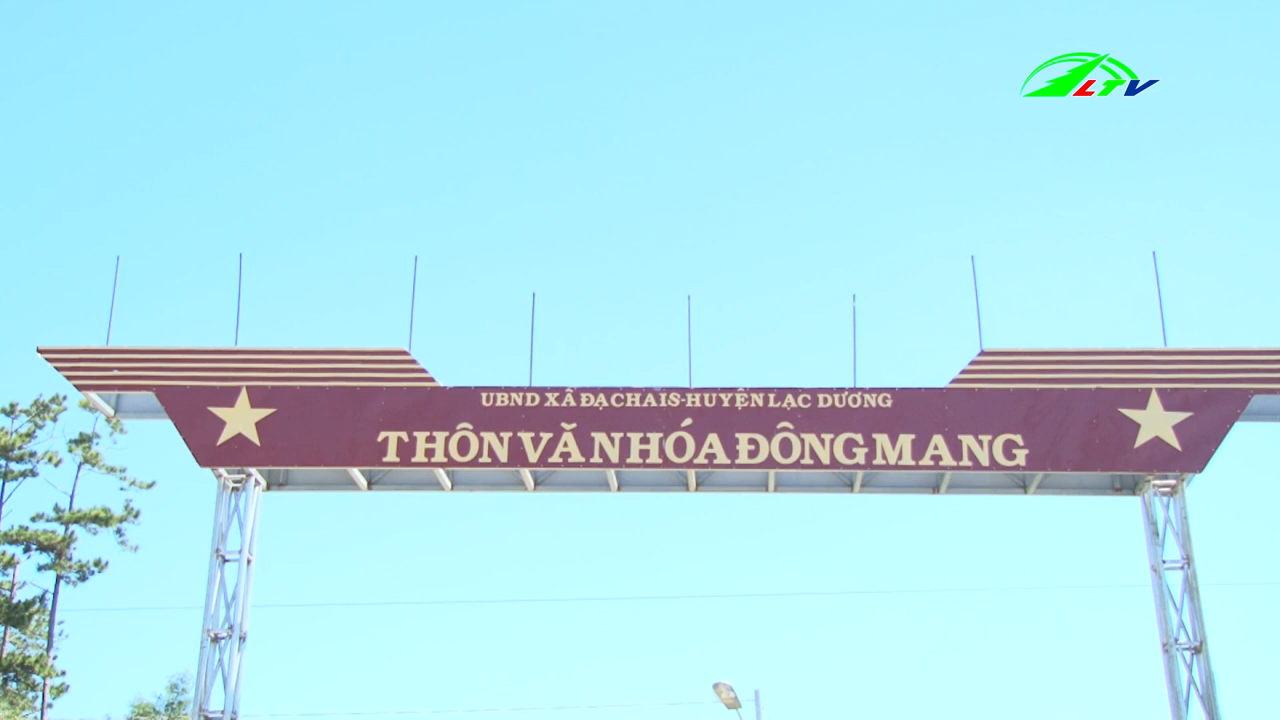 LTV
UBND XÃ ĐẠ CHAIS-HUYỆN LẠC DƯƠNG
THÔN VĂN HÓA ĐÔNG MANG